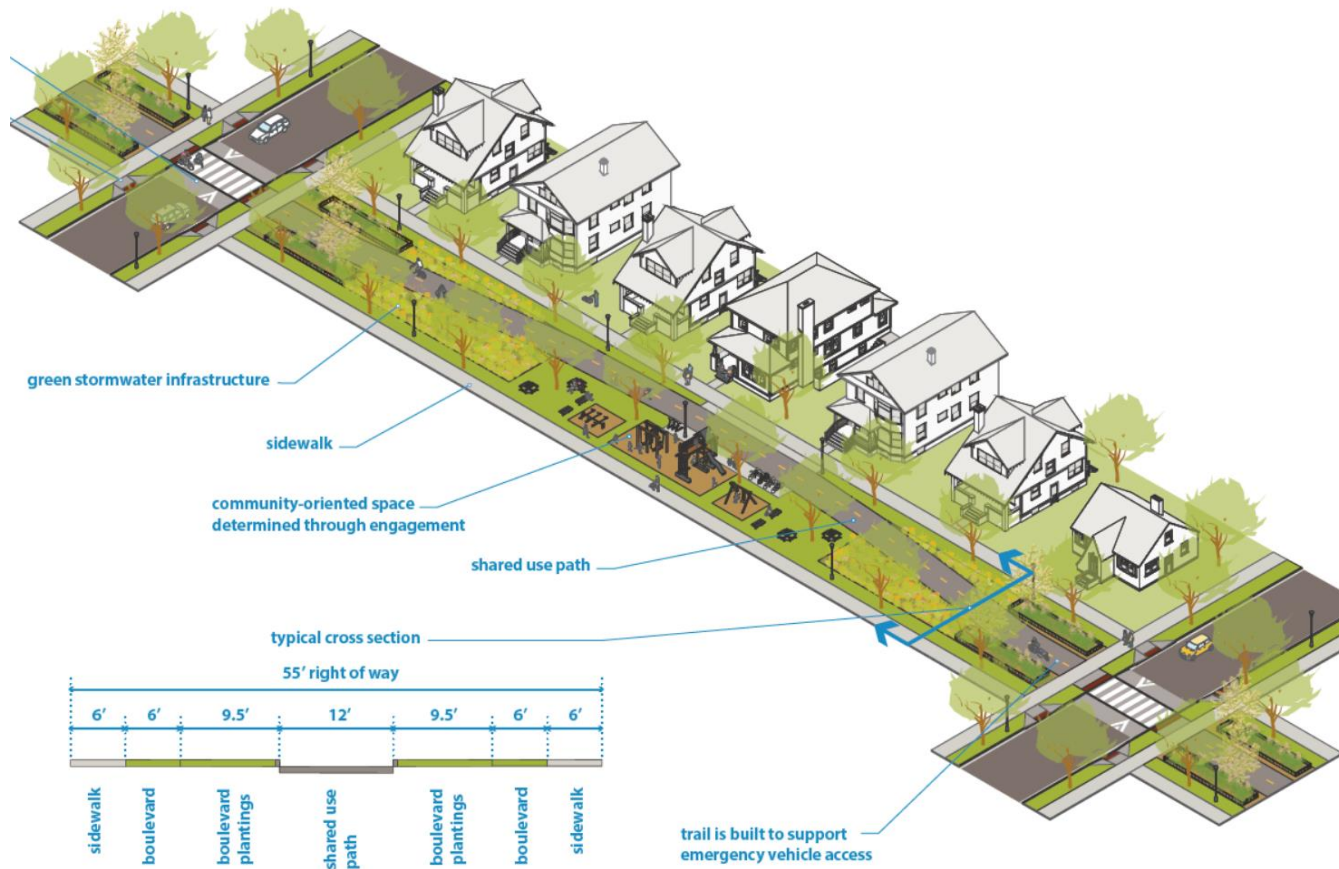 green stormwater infrastructure
sidewalk
community-oriented space
determined through engagement
shared use path
typical cross section
55’ right of way
6’ 6’ 9.5’ 12’ 9.5’ 6’ 6’
sidewalk
boulevard
boulevard
plantings
shared use
path
boulevard
plantings
boulevard
sidewalk
trail is built to support
emergency vehicle access